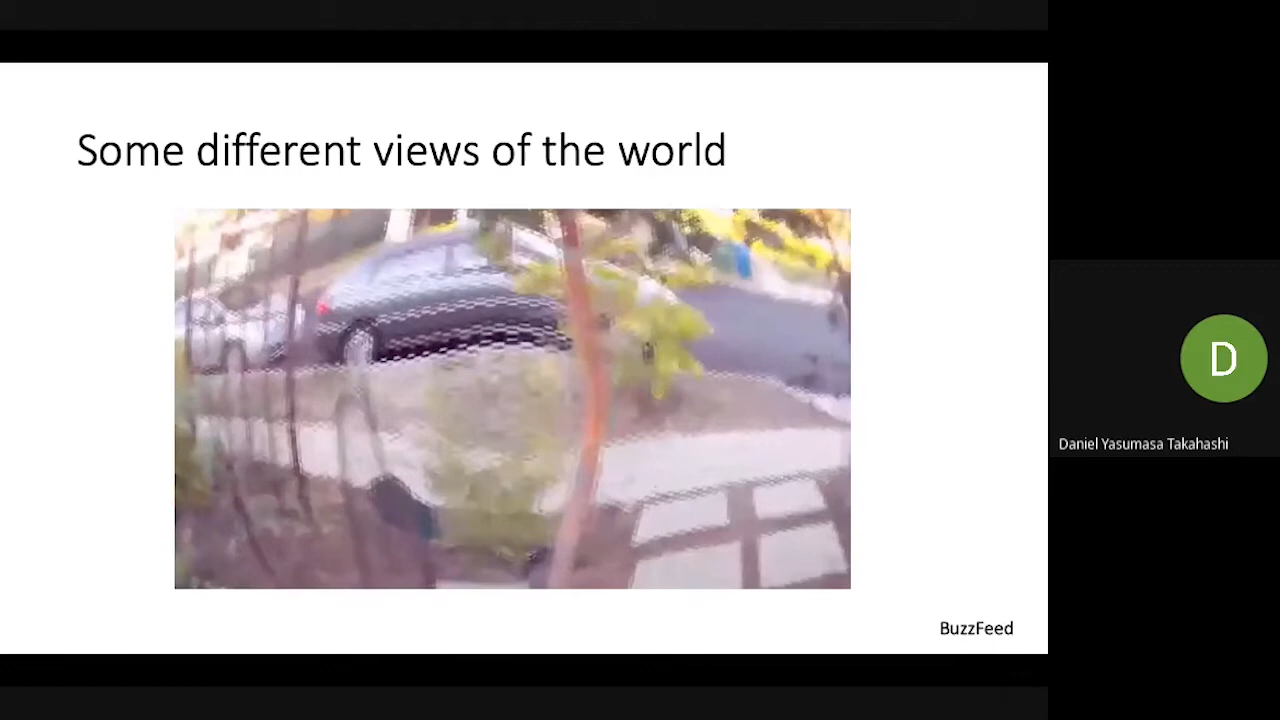 Some different views of the world
BuzzFeed
D
Daniel Yasumasa Takahashi